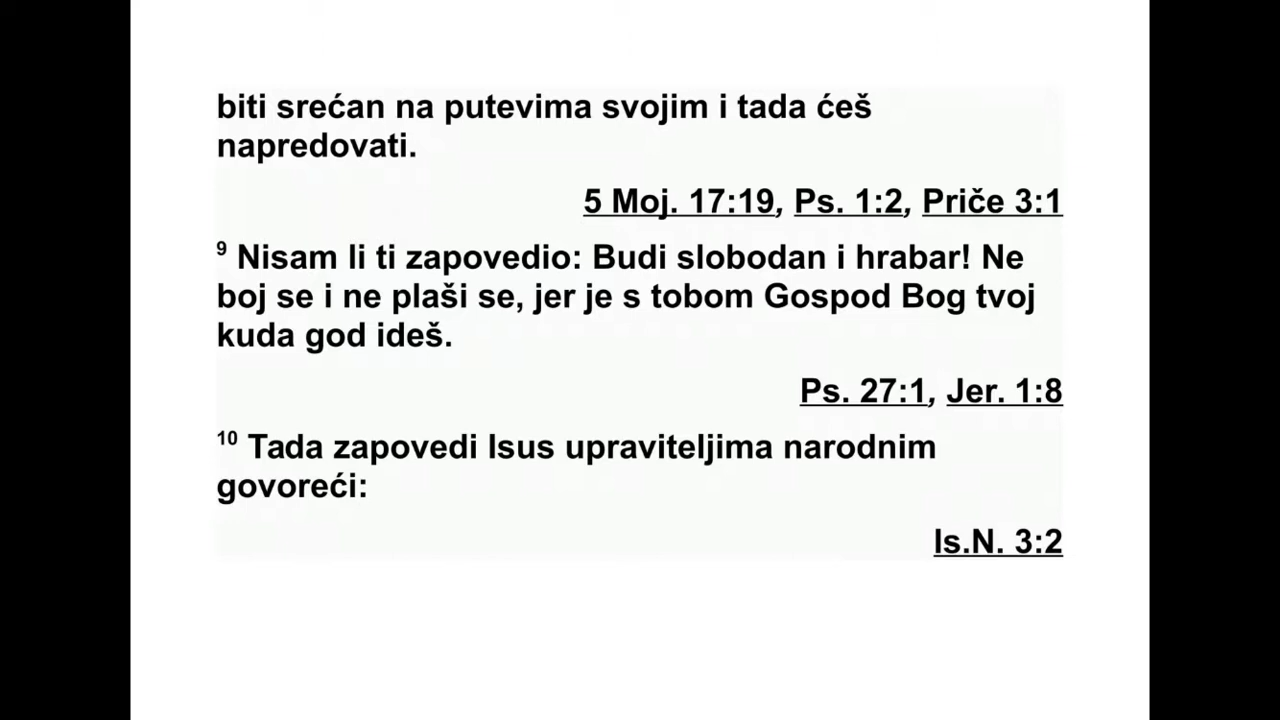 biti srećan na putevima svojim i tada ćeš
napredovati.
5 Moj. 17:19, Ps. 1:2, Priče 3:1
9 Nisam li ti zapovedio: Budi slobodan i hrabar! Ne
boj se i ne plaši se, jer je s tobom Gospod Bog tvoj
kuda god ideš.
Ps. 27:1, Jer. 1:8
10 Tada zapovedi Isus upraviteljima narodnim
govoreći:
Is.N. 3:2